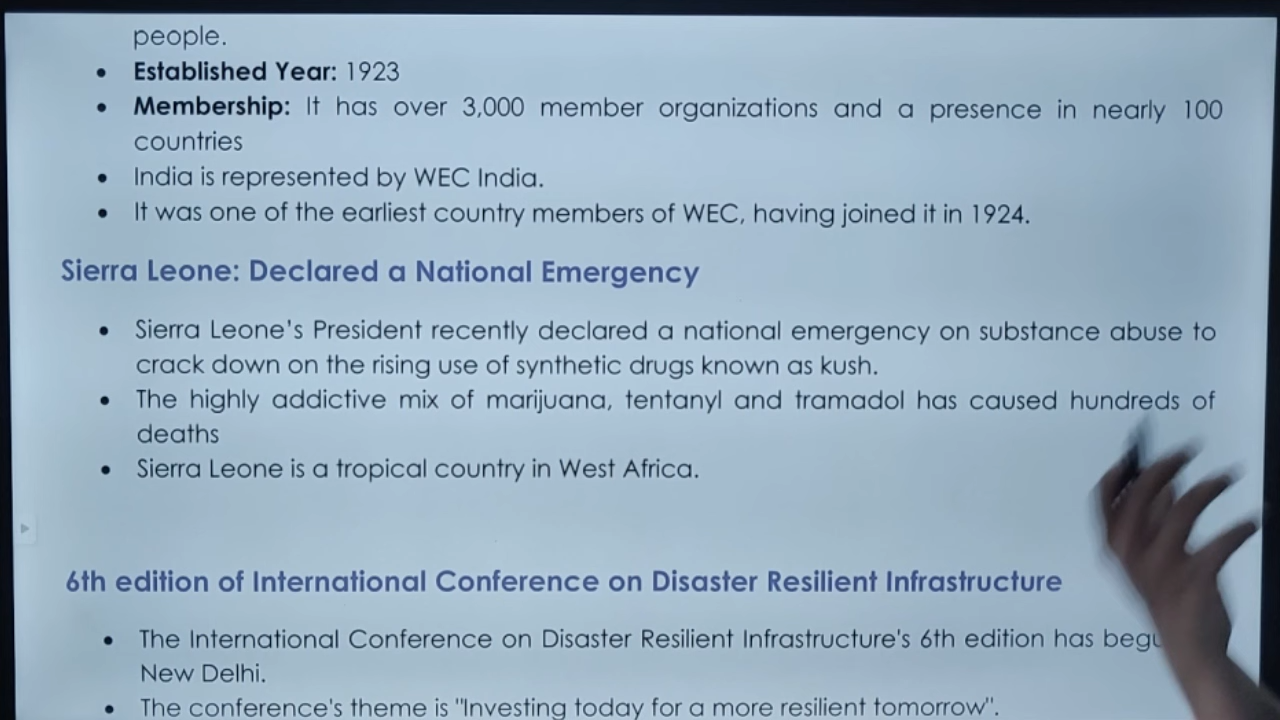 people.
• Established Year: 1923
• Membership: It has over 3,000 member organizations and a presence in nearly 100
countries
• India is represented by WEC India.
• It was one of the earliest country members of WEC, having joined it in 1924.
Sierra Leone: Declared a National Emergency
• Sierra Leone's President recently declared a national emergency on substance abuse to
crack down on the rising use of synthetic drugs known as kush.
• The highly addictive mix of marijuana, tentanyl and tramadol has caused hundreds of
deaths
• Sierra Leone is a tropical country in West Africa.
6th edition of International Conference on Disaster Resilient Infrastructure
• The International Conference on Disaster Resilient Infrastructure's 6th edition has
New Delhi.
• The conference's theme is "Investing today for a more resilient tomorrow".